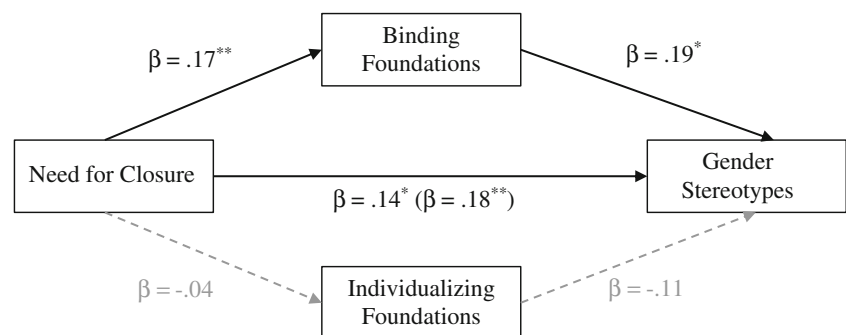 Binding
Foundations
β = .17**
β = .19*
Need for Closure
Gender
Stereotypes
β = .14* (β = .18**)
β = -.04
Individualizing
Foundations
β = -.11